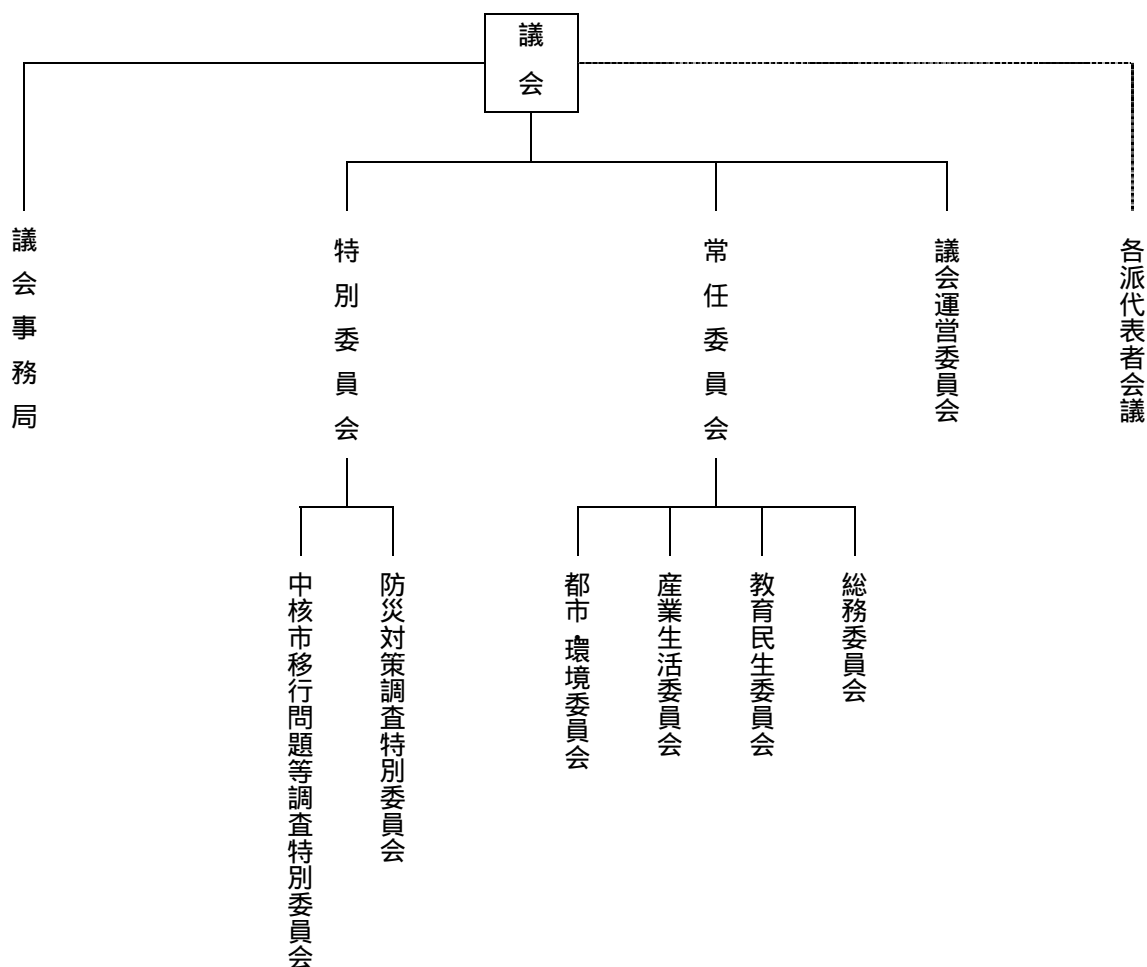 議会
各派代表者会議
議会運営委員会
常任委員会
特別委員会
議会事務局
総務委員会
教育民生委員会
産業生活委員会
都市・環境委員会
防災対策調査特別委員会
中核市移行問題等調査特別委員会